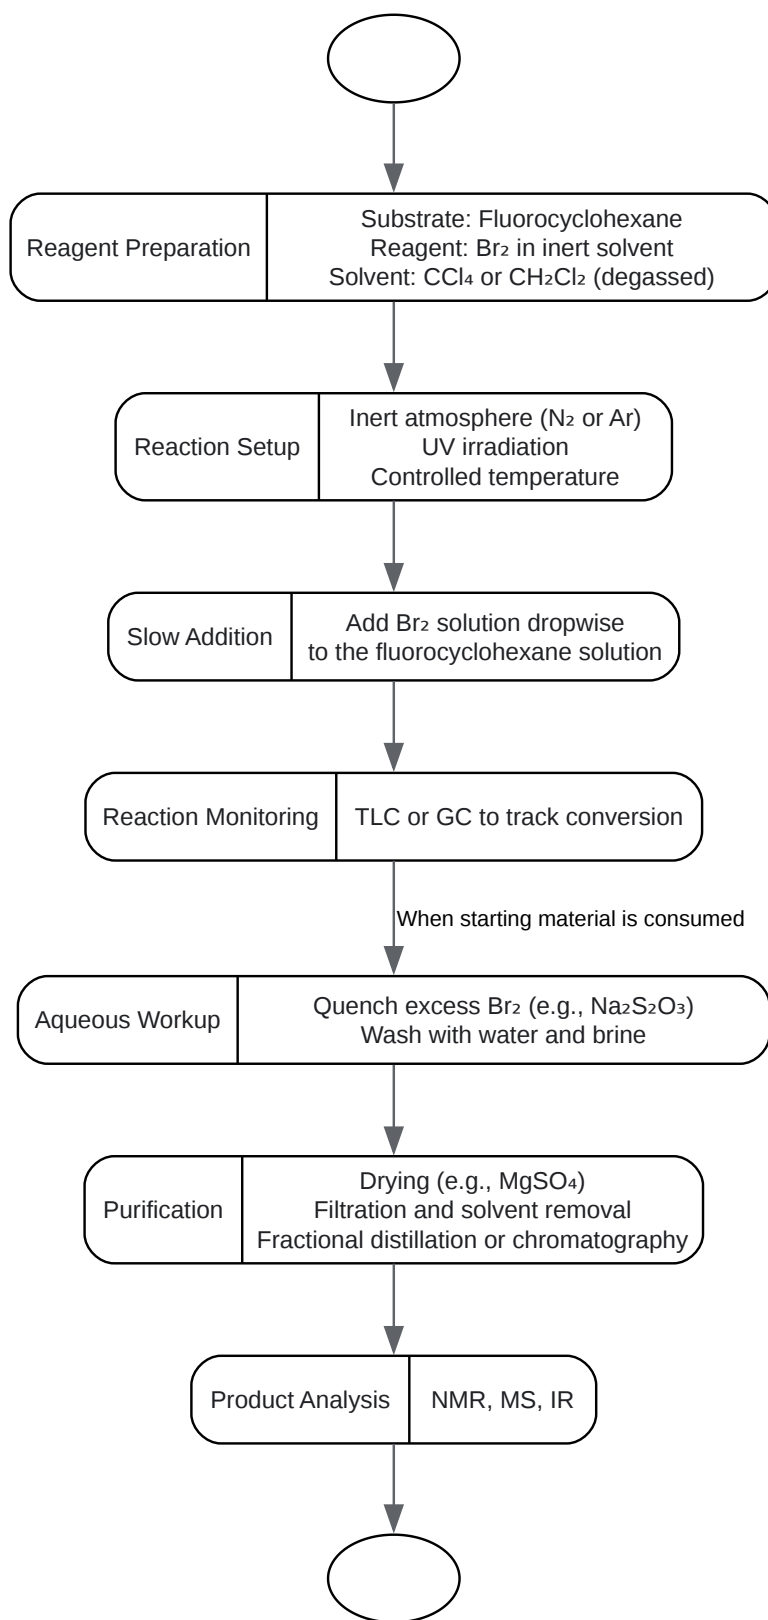 Reagent Preparation
Substrate: Fluorocyclohexane
Reagent: Br₂ in inert solvent
Solvent: CCl₄ or CH₂Cl₂ (degassed)
Reaction Setup
Inert atmosphere (N₂ or Ar)
UV irradiation
Controlled temperature
Slow Addition
Add Br₂ solution dropwise
to the fluorocyclohexane solution
Reaction Monitoring
TLC or GC to track conversion
When starting material is consumed
Aqueous Workup
Quench excess Br₂ (e.g., Na₂S₂O₃)
Wash with water and brine
Purification
Drying (e.g., MgSO₄)
Filtration and solvent removal
Fractional distillation or chromatography
Product Analysis
NMR, MS, IR